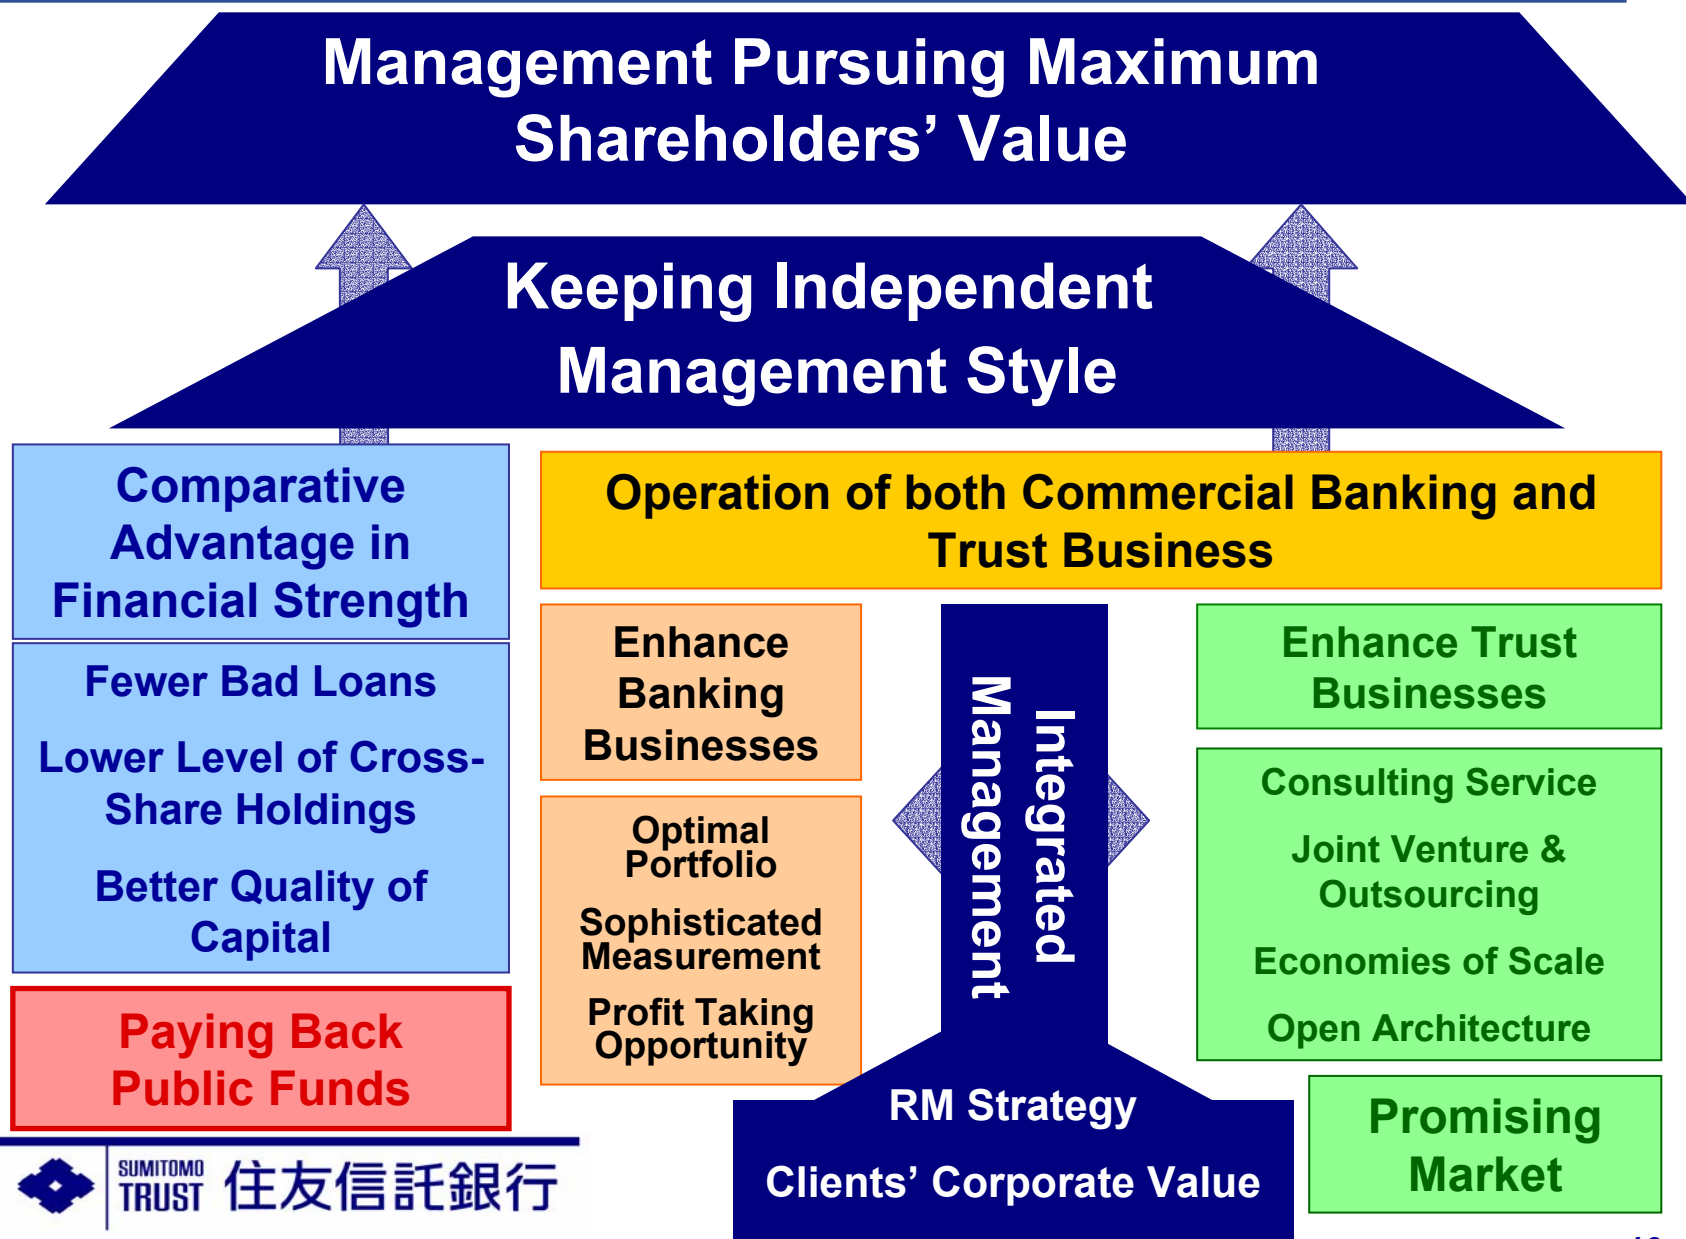 Management Pursuing Maximum
Shareholders’ Value
Keeping Independent
Management Style
Comparative
Advantage in
Financial Strength
Fewer Bad Loans
Lower Level of Cross-
Share Holdings
Better Quality of
Capital
Paying Back
Public Funds
Operation of both Commercial Banking and
Trust Business
Enhance
Banking
Businesses
Optimal
Portfolio
Sophisticated
Measurement
Profit Taking
Opportunity
Integrated
Management
RM Strategy
Clients’ Corporate Value
Enhance Trust
Businesses
Consulting Service
Joint Venture &
Outsourcing
Economies of Scale
Open Architecture
Promising
Market
SUMITOMO
TRUST
住友信託銀行